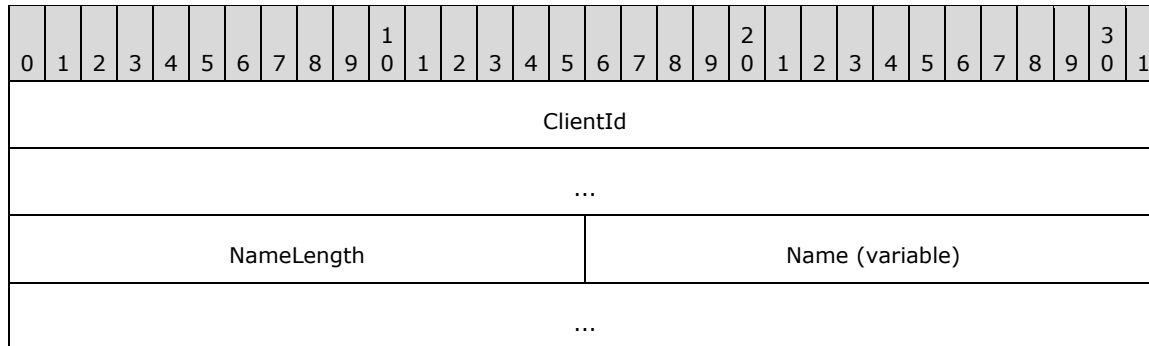 1 2 3
0 1 2 3 4 5 6 7 8 9 0 1 2 3 4 5 6 7 8 9 0 1 2 3 4 5 6 7 8 9 0 1
ClientId
...
NameLength Name (variable)
...